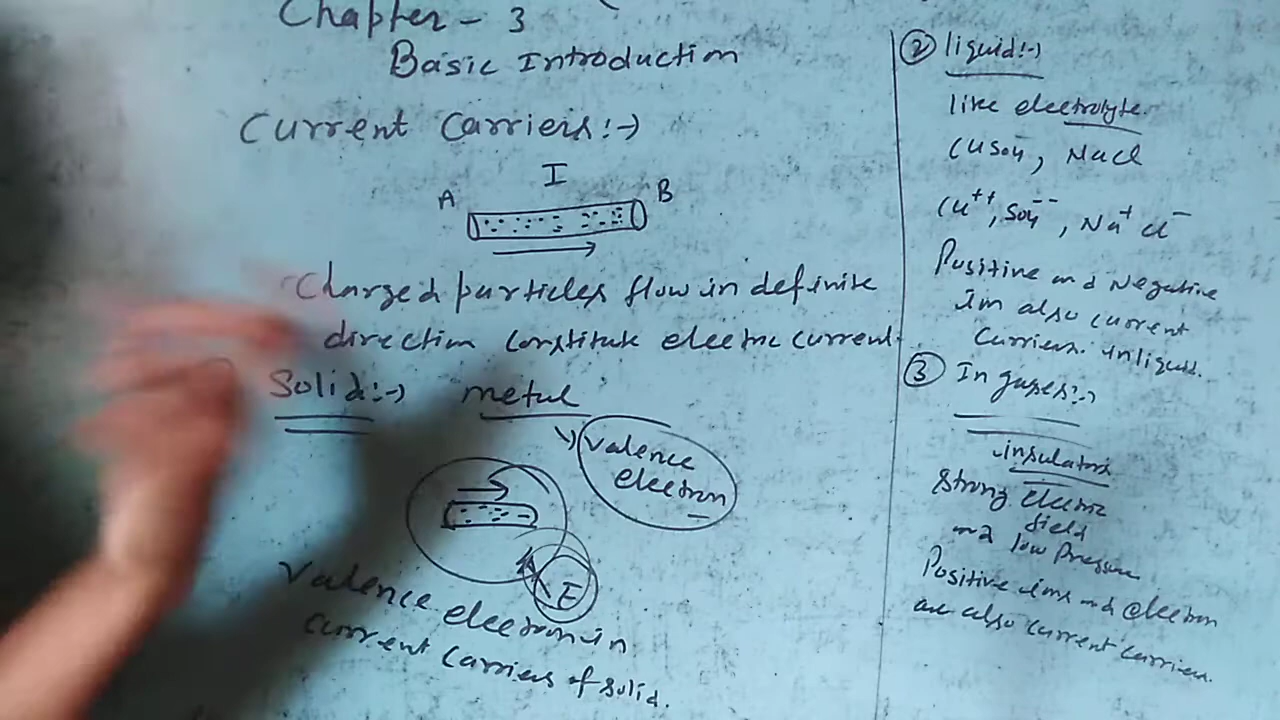 Chapter - 3
Basic Introduction
Current Carriers:→
I
A
B
Charged particles flow in definite
direction constitute electric current.
Solid:→ metal
valence
electron
E
Valence electron in
current carriers of solid.
② liquid:→
like electrolyte.
CuSO4, NaCl
Cu++, SO4--, Na+ Cl-
Positive and Negative
ion also current
carriers in liquid.
③ In gases:→
insulators
strong electric
field
and low Pressure
Positive ions and electron
are also current carriers.